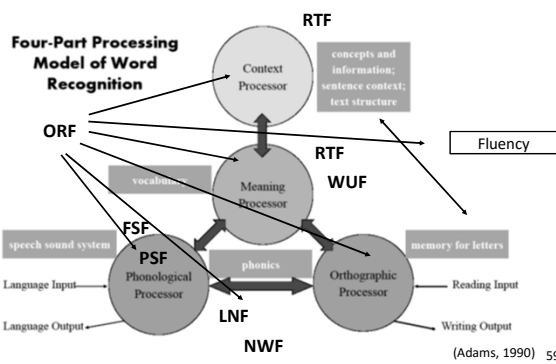 RTF
Four-Part Processing
Model of Word
Recognition
Context
Processor
concepts and
information;
sentence context;
text structure
ORF
Fluency
RTF
WUF
vocabulary
Meaning
Processor
FSF
speech sound system
PSF
phonics
memory for letters
Phonological
Processor
Orthographic
Processor
Language Input
Reading Input
LNF
Language Output
Writing Output
NWF
(Adams, 1990)